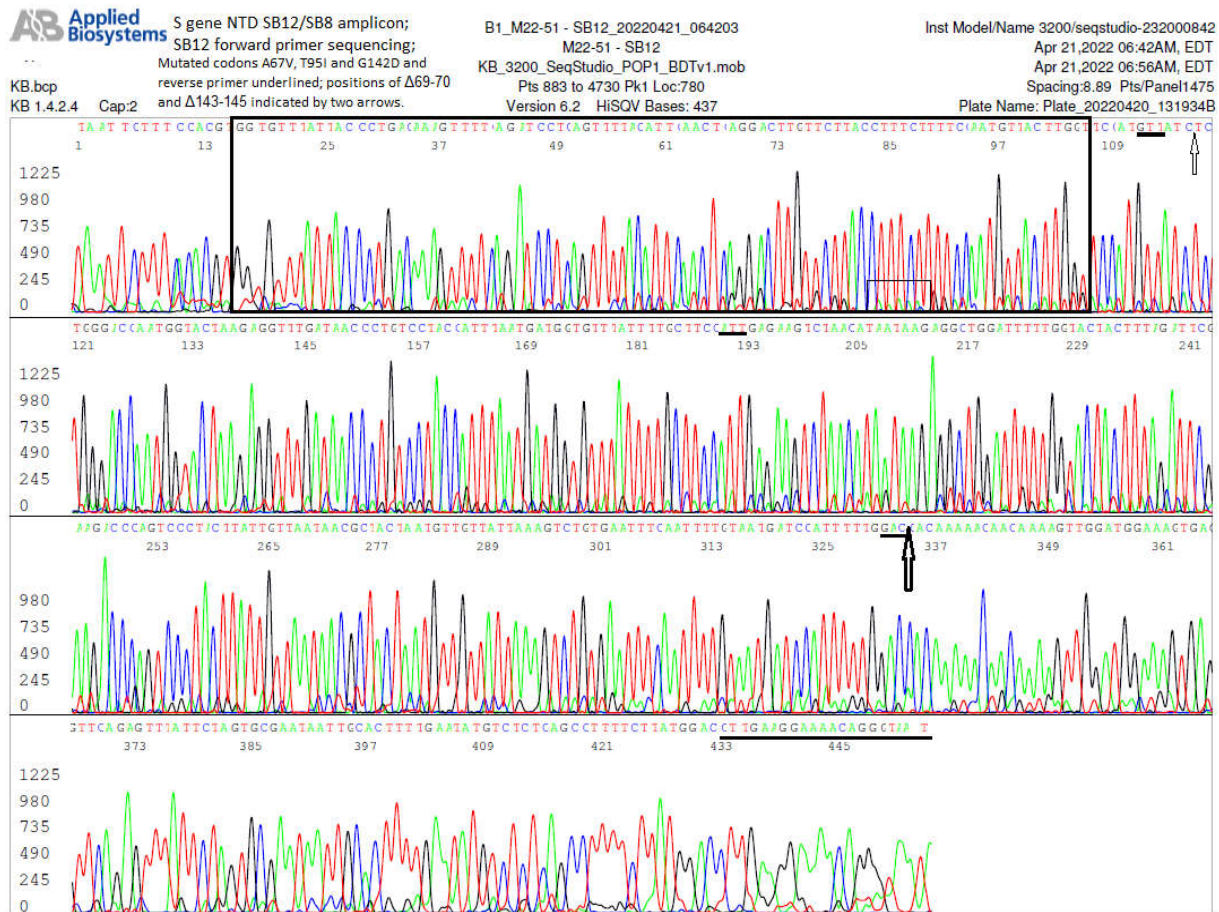 AB Applied Biosystems
S gene NTD SB12/SB8 amplicon;
SB12 forward primer sequencing;
Mutated codons A67V, T95I and G142D and
reverse primer underlined; positions of Δ69-70
and Δ143-145 indicated by two arrows.
KB.bcp
KB 1.4.2.4 Cap:2
B1_M22-51 - SB12_20220421_064203
M22-51 - SB12
KB_3200_SeqStudio_POP1_BDTv1.mob
Pts 883 to 4730 Pk1 Loc:780
Version 6.2 HiSQV Bases: 437
Inst Model/Name 3200/seqstudio-232000842
Apr 21,2022 06:42AM, EDT
Apr 21,2022 06:56AM, EDT
Spacing:8.89 Pts/Panel1475
Plate Name: Plate_20220420_131934B
TAAT TCTTTCCACGTGGTGTTTATTACCCTGACAAAGTTTTCAGATCCTCAGTTTTACATTCAACTCAGGACTTGTTCTTACCTTTCTTTTCCAATGTTACTTGGTTCCATGTTATCTC
1 13 25 37 49 61 73 85 97 109
1225
980
735
490
245
0
TGGGACCAATGGTACTAAGAGGTTTGATAACCCTGTCCTACCATTTAATGATGGTGTTTATTTTGCTTCCATTGAGAAGTCTAACATAATAAGAGGCTGGATTTTTGGTACTACTTTAGATTCG
121 133 145 157 169 181 193 205 217 229 241
1225
980
735
490
245
0
AAGACCCAGTCCCTACTTATTGTTAATAACGCTACTAATGTTGTTATTAAAGTCTGTGAATTTCAATTTTGTAATGATCCATTTTTGGACCACAAAAACAACAAAAGTTGGATGGAAAGTGAG
253 265 277 289 301 313 325 337 349 361
980
735
490
245
0
GTTCAGAGTTTATTCTAGTGCGAATAATTGCACTTTTGAATATGTCTCTCAGCCTTTTCTTATGGACCTTGAAGGAAAACAGGCTAA T
373 385 397 409 421 433 445
1225
980
735
490
245
0